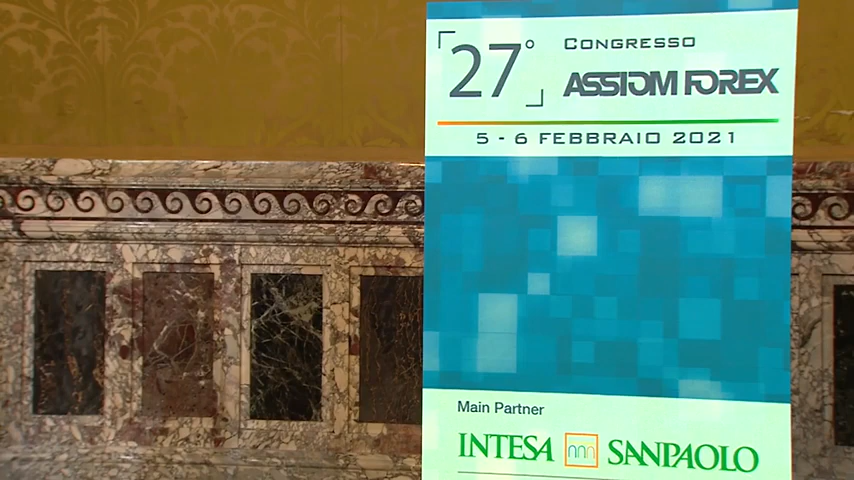 27° Congresso
ASSIOM FOREX
5 - 6 FEBBRAIO 2021
Main Partner
INTESA SANPAOLO